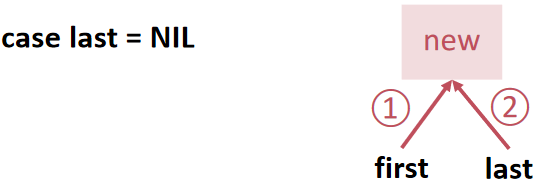 case last = NIL
new
① ②
first last